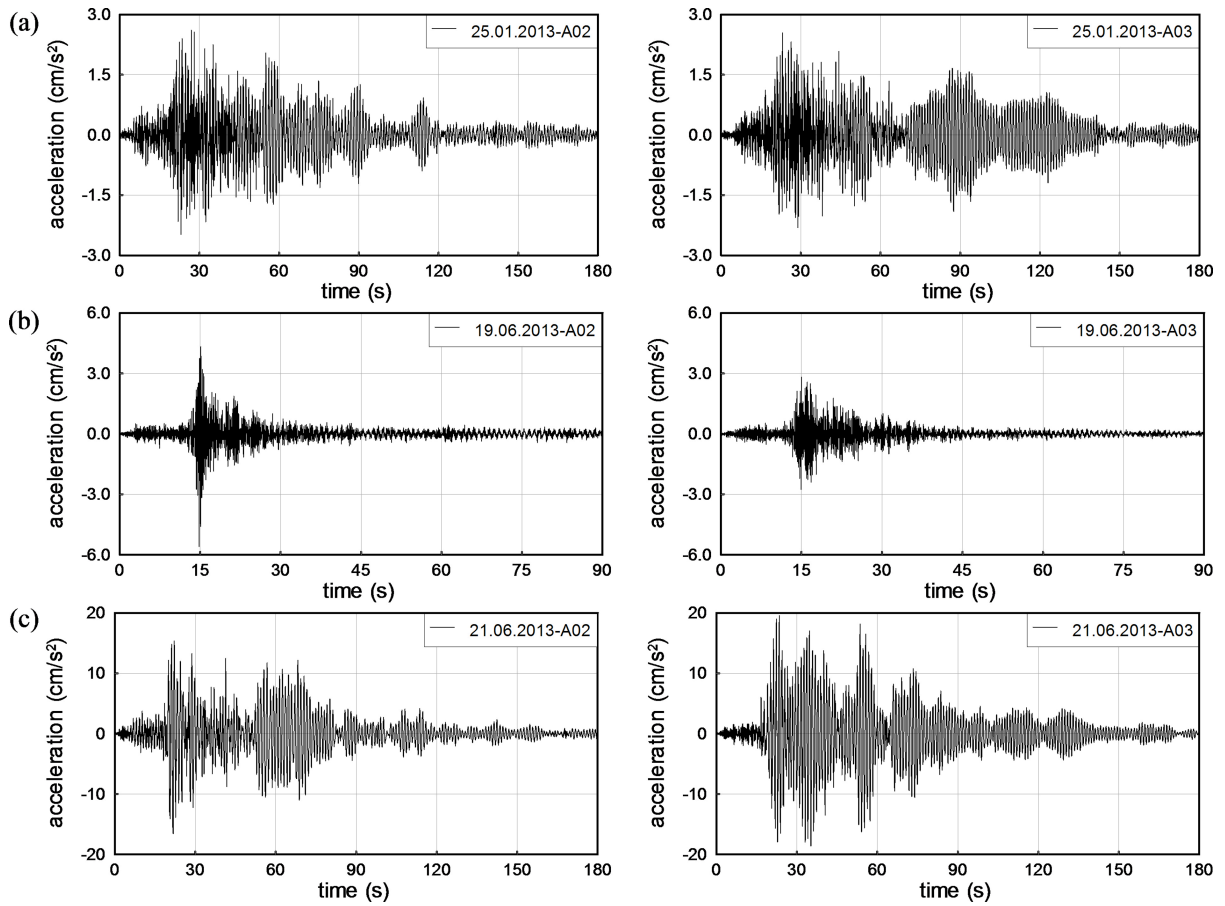 (a)
acceleration (cm/s²)
3.0
1.5
0.0
-1.5
-3.0
25.01.2013-A02
0 30 60 90 120 150 180
time (s)
acceleration (cm/s²)
3.0
1.5
0.0
-1.5
-3.0
25.01.2013-A03
0 30 60 90 120 150 180
time (s)
(b)
acceleration (cm/s²)
6.0
3.0
0.0
-3.0
-6.0
19.06.2013-A02
0 15 30 45 60 75 90
time (s)
acceleration (cm/s²)
6.0
3.0
0.0
-3.0
-6.0
19.06.2013-A03
0 15 30 45 60 75 90
time (s)
(c)
acceleration (cm/s²)
20
10
0
-10
-20
21.06.2013-A02
0 30 60 90 120 150 180
time (s)
acceleration (cm/s²)
20
10
0
-10
-20
21.06.2013-A03
0 30 60 90 120 150 180
time (s)